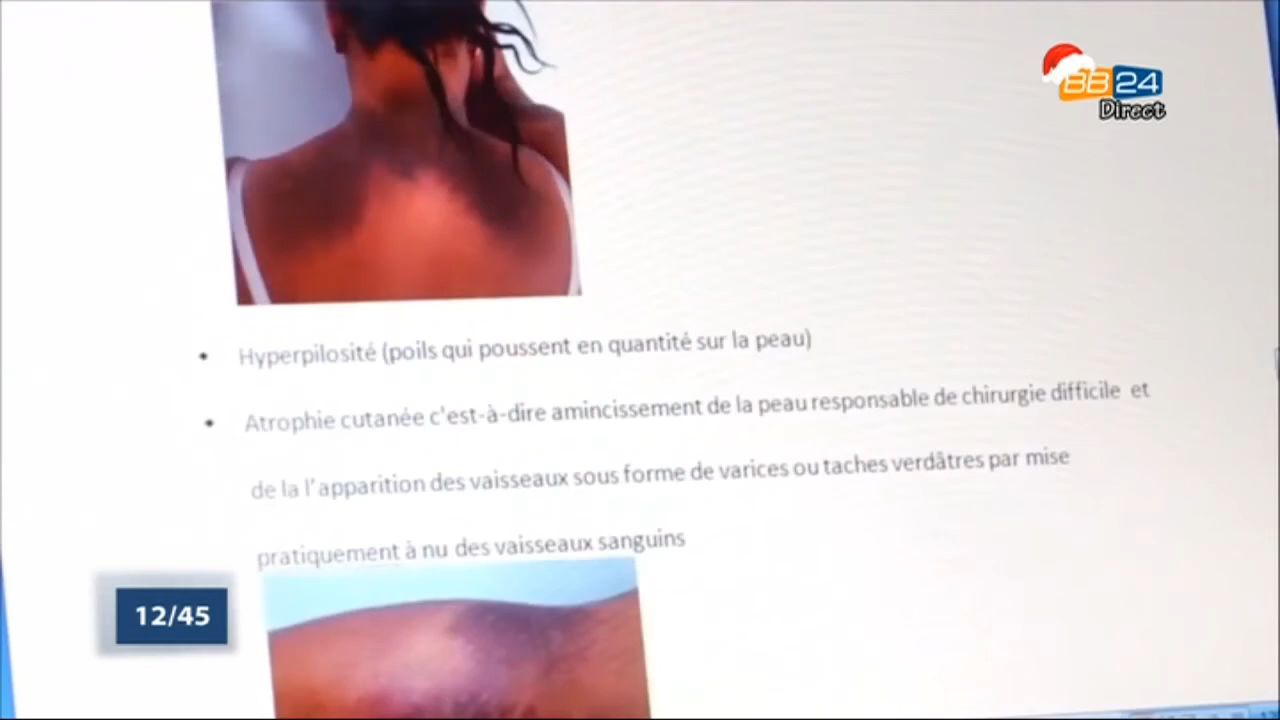 BB24
Direct
• Hyperpilosité (poils qui poussent en quantité sur la peau)
• Atrophie cutanée c'est-à-dire amincissement de la peau responsable de chirurgie difficile et
de la l'apparition des vaisseaux sous forme de varices ou taches verdâtres par mise
pratiquement à nu des vaisseaux sanguins
12/45